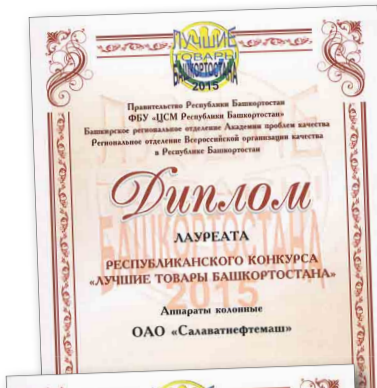 ЛУЧШИЕ
ТОВАРЫ
БАШКОРТОСТАНА
2015
Правительство Республики Башкортостан
ФБУ «ЦСМ Республики Башкортостан»
Башкирское региональное отделение Академии проблем качества
Региональное отделение Всероссийской организации качества
в Республике Башкортостан
Диплом
ЛАУРЕАТА
РЕСПУБЛИКАНСКОГО КОНКУРСА
«ЛУЧШИЕ ТОВАРЫ БАШКОРТОСТАНА»
2015
Аппараты колонные
ОАО «Салаватнефтемаш»